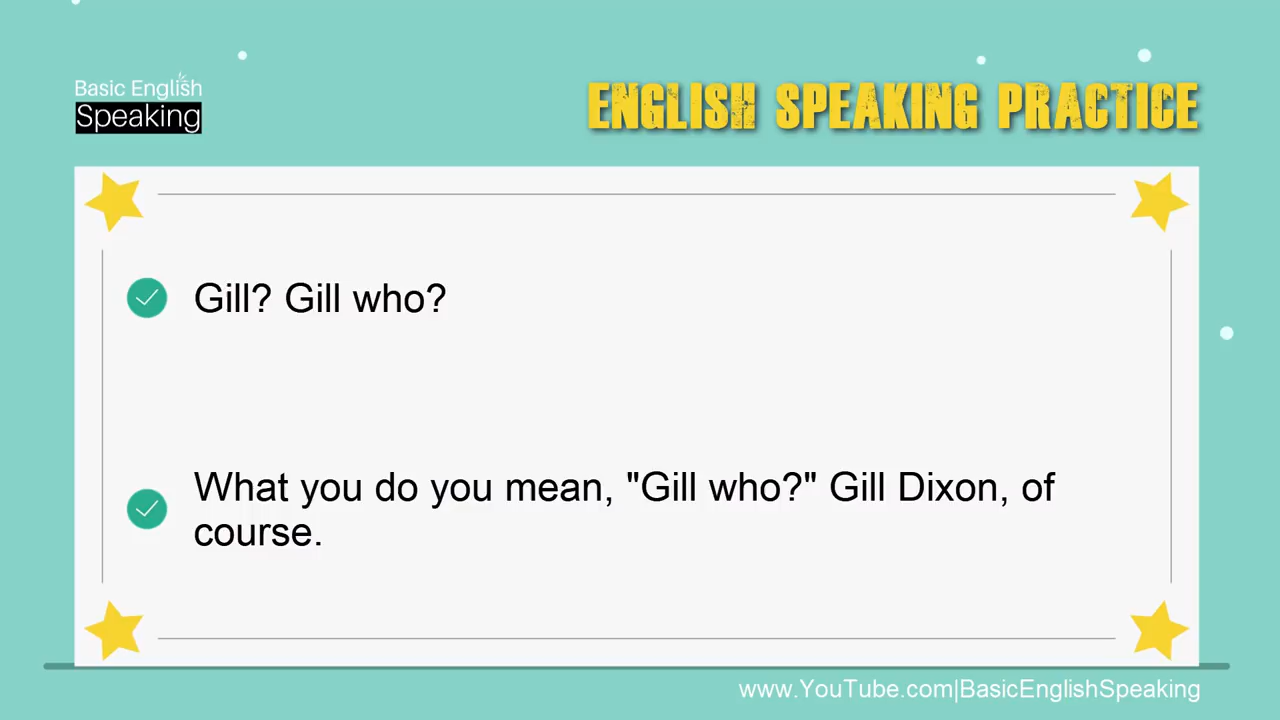 Basic English
Speaking
ENGLISH SPEAKING PRACTICE
Gill? Gill who?
What you do you mean, "Gill who?" Gill Dixon, of
course.
www.YouTube.com|BasicEnglishSpeaking